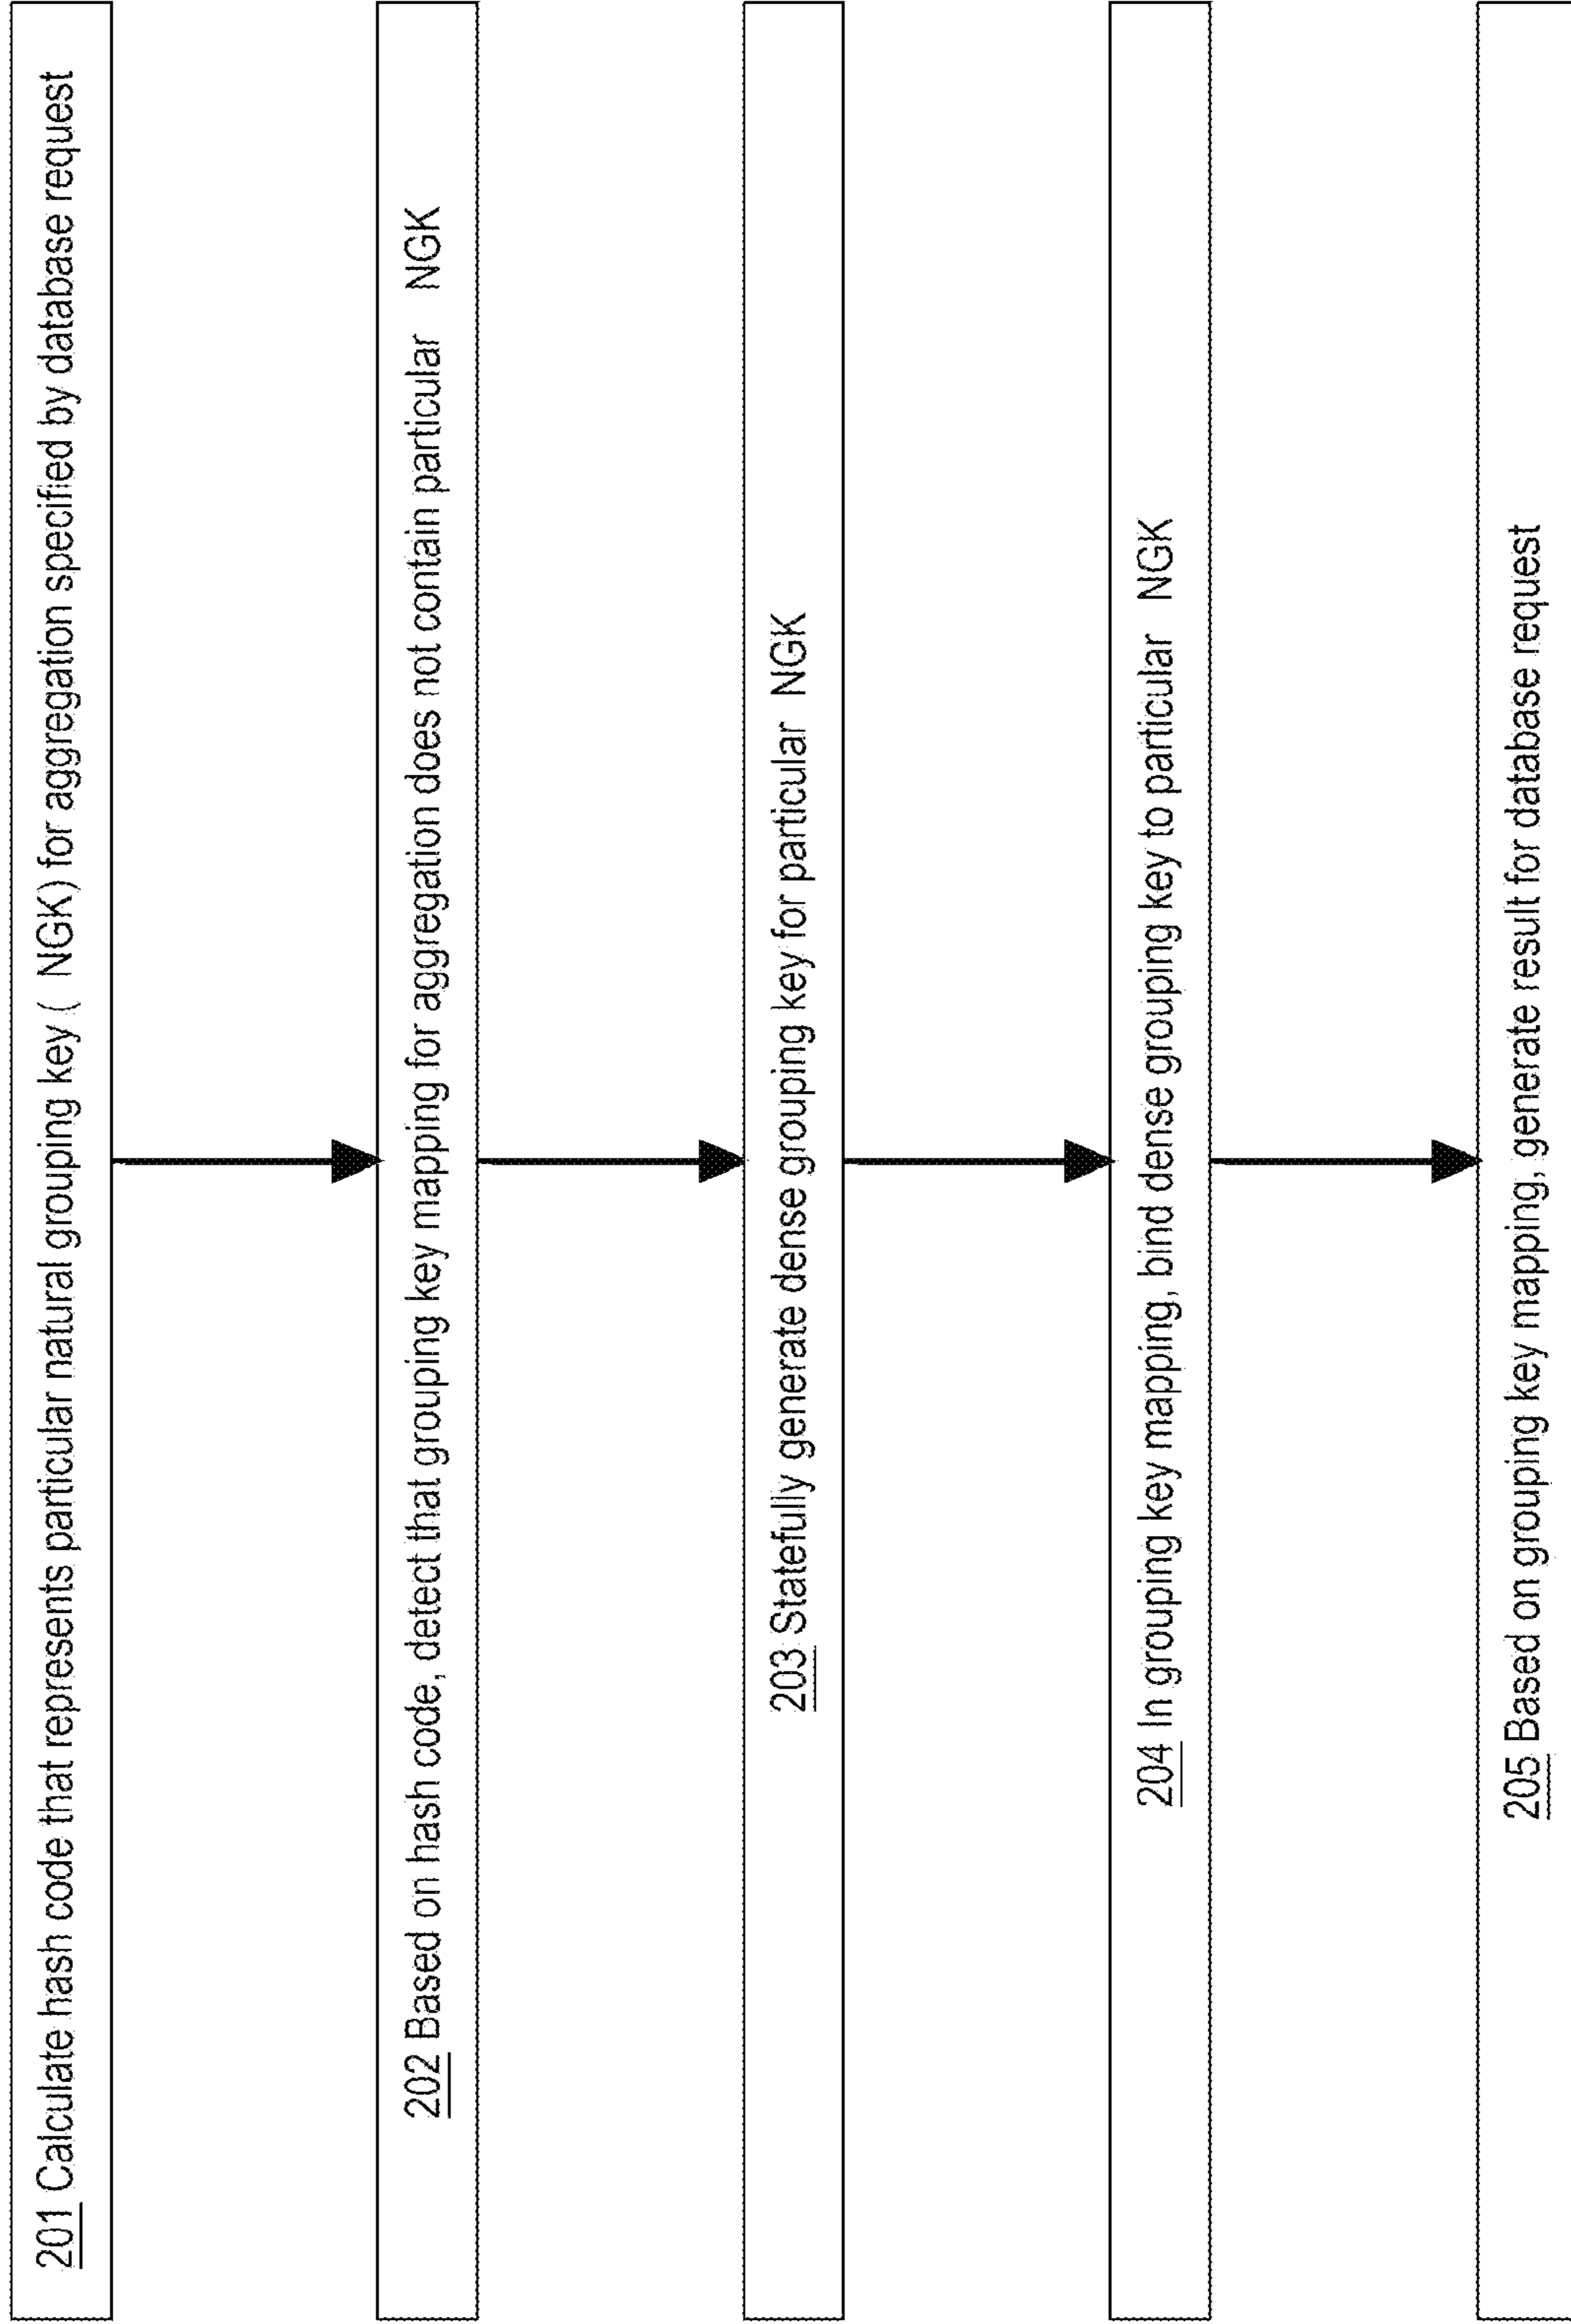 201 Calculate hash code that represents particular natural grouping key ( NGK) for aggregation specified by database request
202 Based on hash code, detect that grouping key mapping for aggregation does not contain particular NGK
203 Statefully generate dense grouping key for particular NGK
204 In grouping key mapping, bind dense grouping key to particular NGK
205 Based on grouping key mapping, generate result for database request